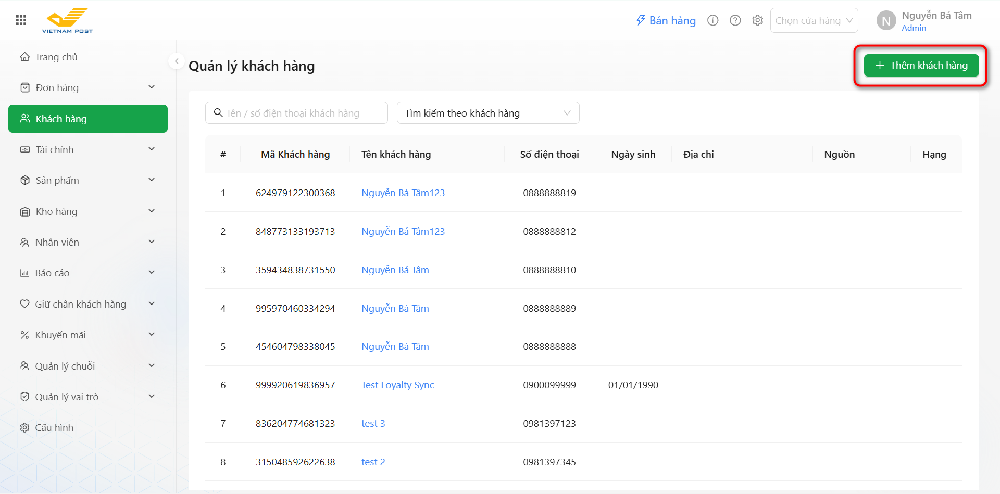 VIETNAM POST
Bán hàng
Chọn cửa hàng
N
Nguyễn Bá Tâm
Admin
Trang chủ
Đơn hàng
Khách hàng
Tài chính
Sản phẩm
Kho hàng
Nhân viên
Báo cáo
Giữ chân khách hàng
Khuyến mãi
Quản lý chuỗi
Quản lý vai trò
Cấu hình
Quản lý khách hàng
+ Thêm khách hàng
Tên / số điện thoại khách hàng
Tìm kiếm theo khách hàng
# Mã Khách hàng Tên khách hàng Số điện thoại Ngày sinh Địa chỉ Nguồn Hạng
1 624979122300368 Nguyễn Bá Tâm123 0888888819
2 848773133193713 Nguyễn Bá Tâm123 0888888812
3 359434838731550 Nguyễn Bá Tâm 0888888810
4 995970460334294 Nguyễn Bá Tâm 0888888889
5 454604798338045 Nguyễn Bá Tâm 0888888888
6 999920619836957 Test Loyalty Sync 0900099999 01/01/1990
7 836204774681323 test 3 0981397123
8 315048592622638 test 2 0981397345